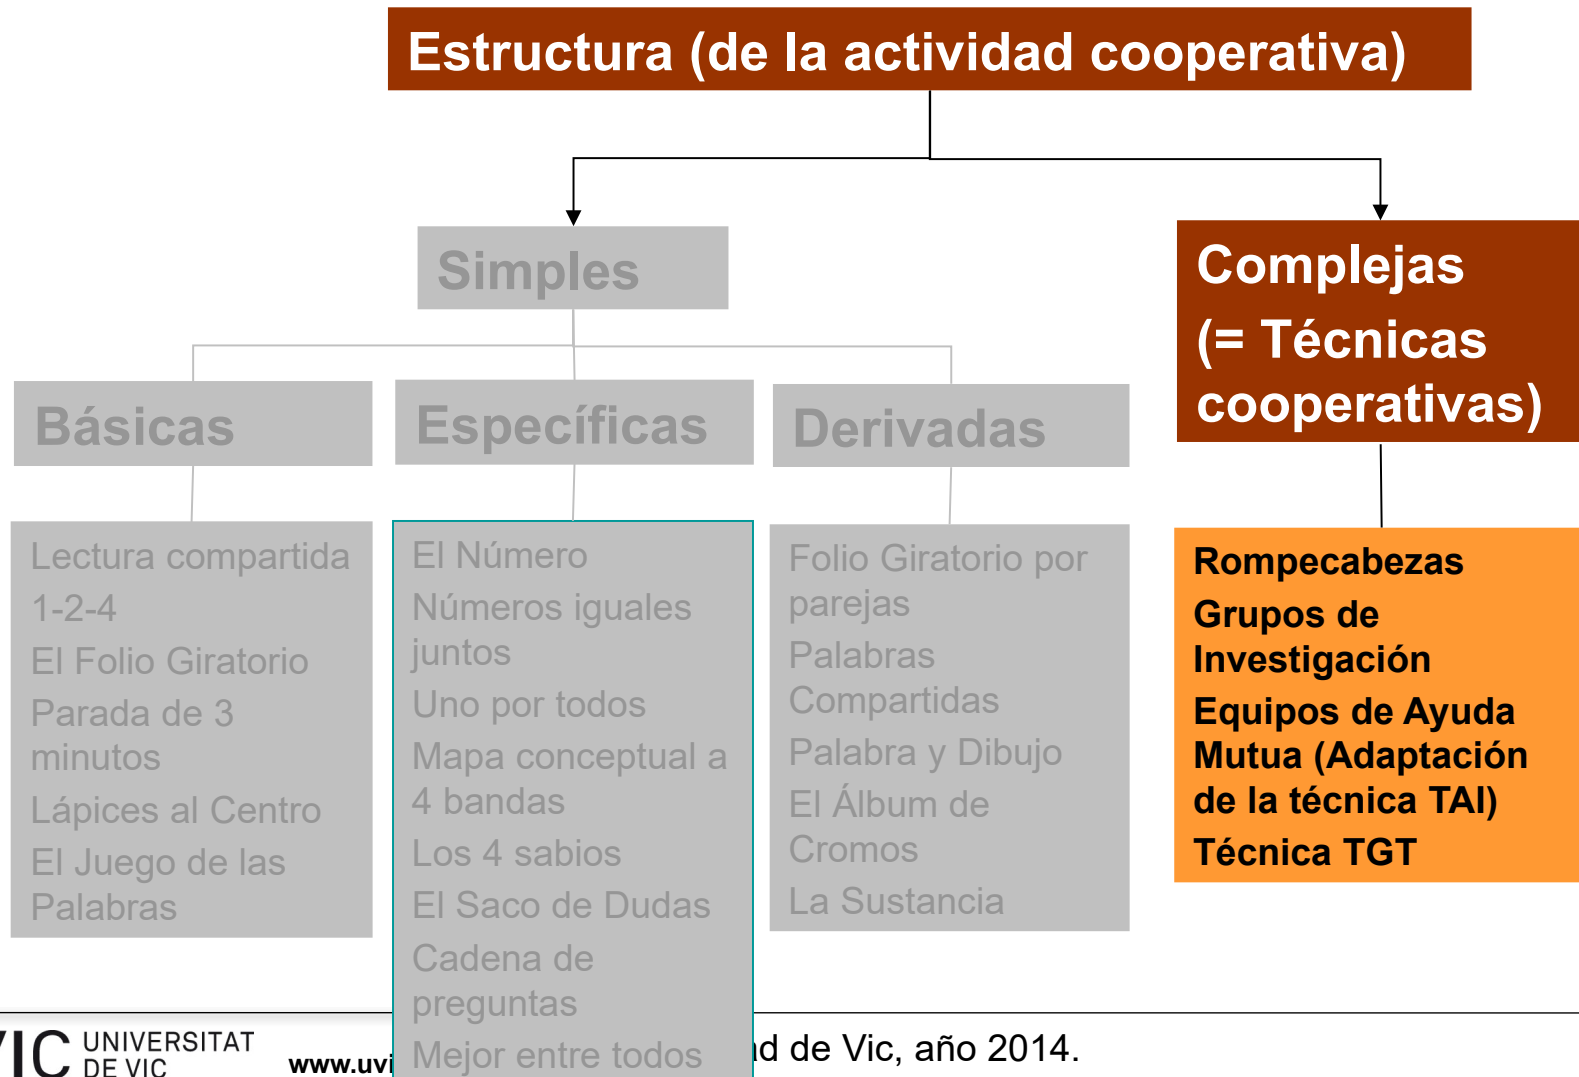 Estructura (de la actividad cooperativa)
Simples
Complejas
(= Técnicas
cooperativas)
Básicas
Específicas
Derivadas
Lectura compartida
1-2-4
El Folio Giratorio
Parada de 3
minutos
Lápices al Centro
El Juego de las
Palabras
El Número
Números iguales
juntos
Uno por todos
Mapa conceptual a
4 bandas
Los 4 sabios
El Saco de Dudas
Cadena de
preguntas
Mejor entre todos
Folio Giratorio por
parejas
Palabras
Compartidas
Palabra y Dibujo
El Álbum de
Cromos
La Sustancia
Rompecabezas
Grupos de
Investigación
Equipos de Ayuda
Mutua (Adaptación
de la técnica TAI)
Técnica TGT
UNIVERSITAT
DE VIC
www.uvi
de Vic, año 2014.